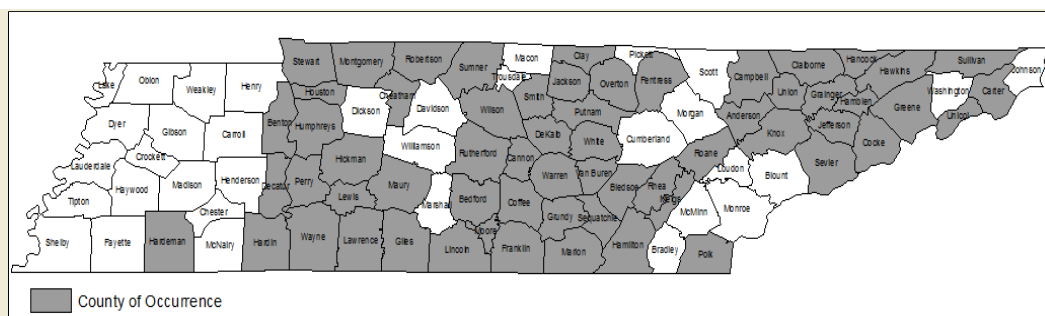 Lake
Obion
Weakley
Henry
Stewart
Montgomery
Robertson
Sumner
Macon
Trousdale
Clay
Pickett
Scott
Campbell
Claiborne
Hancock
Hawkins
Sullivan
Johnson
Houston
Dickson
Cheatham
Davidson
Wilson
Smith
Jackson
Overton
Fentress
Morgan
Anderson
Union
Grainger
Hamblen
Greene
Washington
Carter
Unicoi
Dyer
Gibson
Carroll
Benton
Humphreys
Williamson
Rutherford
Cannon
DeKalb
Putnam
White
Cumberland
Roane
Knox
Jefferson
Cocke
Sevier
Lauderdale
Crockett
Haywood
Madison
Henderson
Decatur
Perry
Hickman
Lewis
Maury
Marshall
Bedford
Coffee
Warren
Van Buren
Bledsoe
Rhea
Meigs
Loudon
Blount
Monroe
McMinn
Tipton
Chester
Shelby
Fayette
Hardeman
McNairy
Hardin
Wayne
Lawrence
Giles
Lincoln
Moore
Franklin
Grundy
Sequatchie
Marion
Hamilton
Bradley
Polk
County of Occurrence